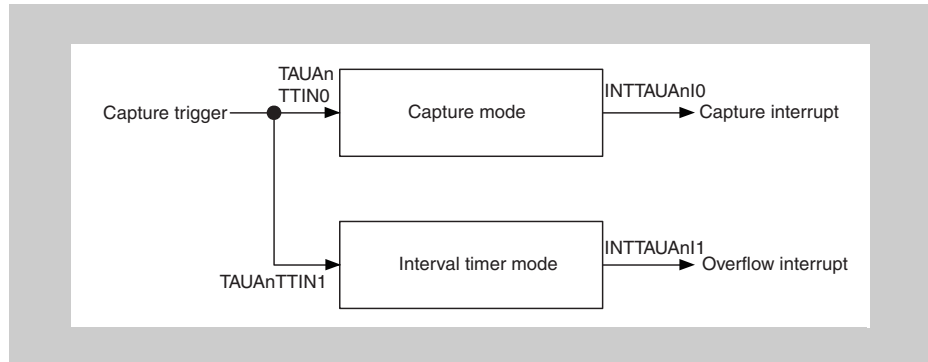 TAUAn
TTIN0
Capture trigger
Capture mode
INTTAUAnI0
Capture interrupt
TAUAnTTIN1
Interval timer mode
INTTAUAnI1
Overflow interrupt